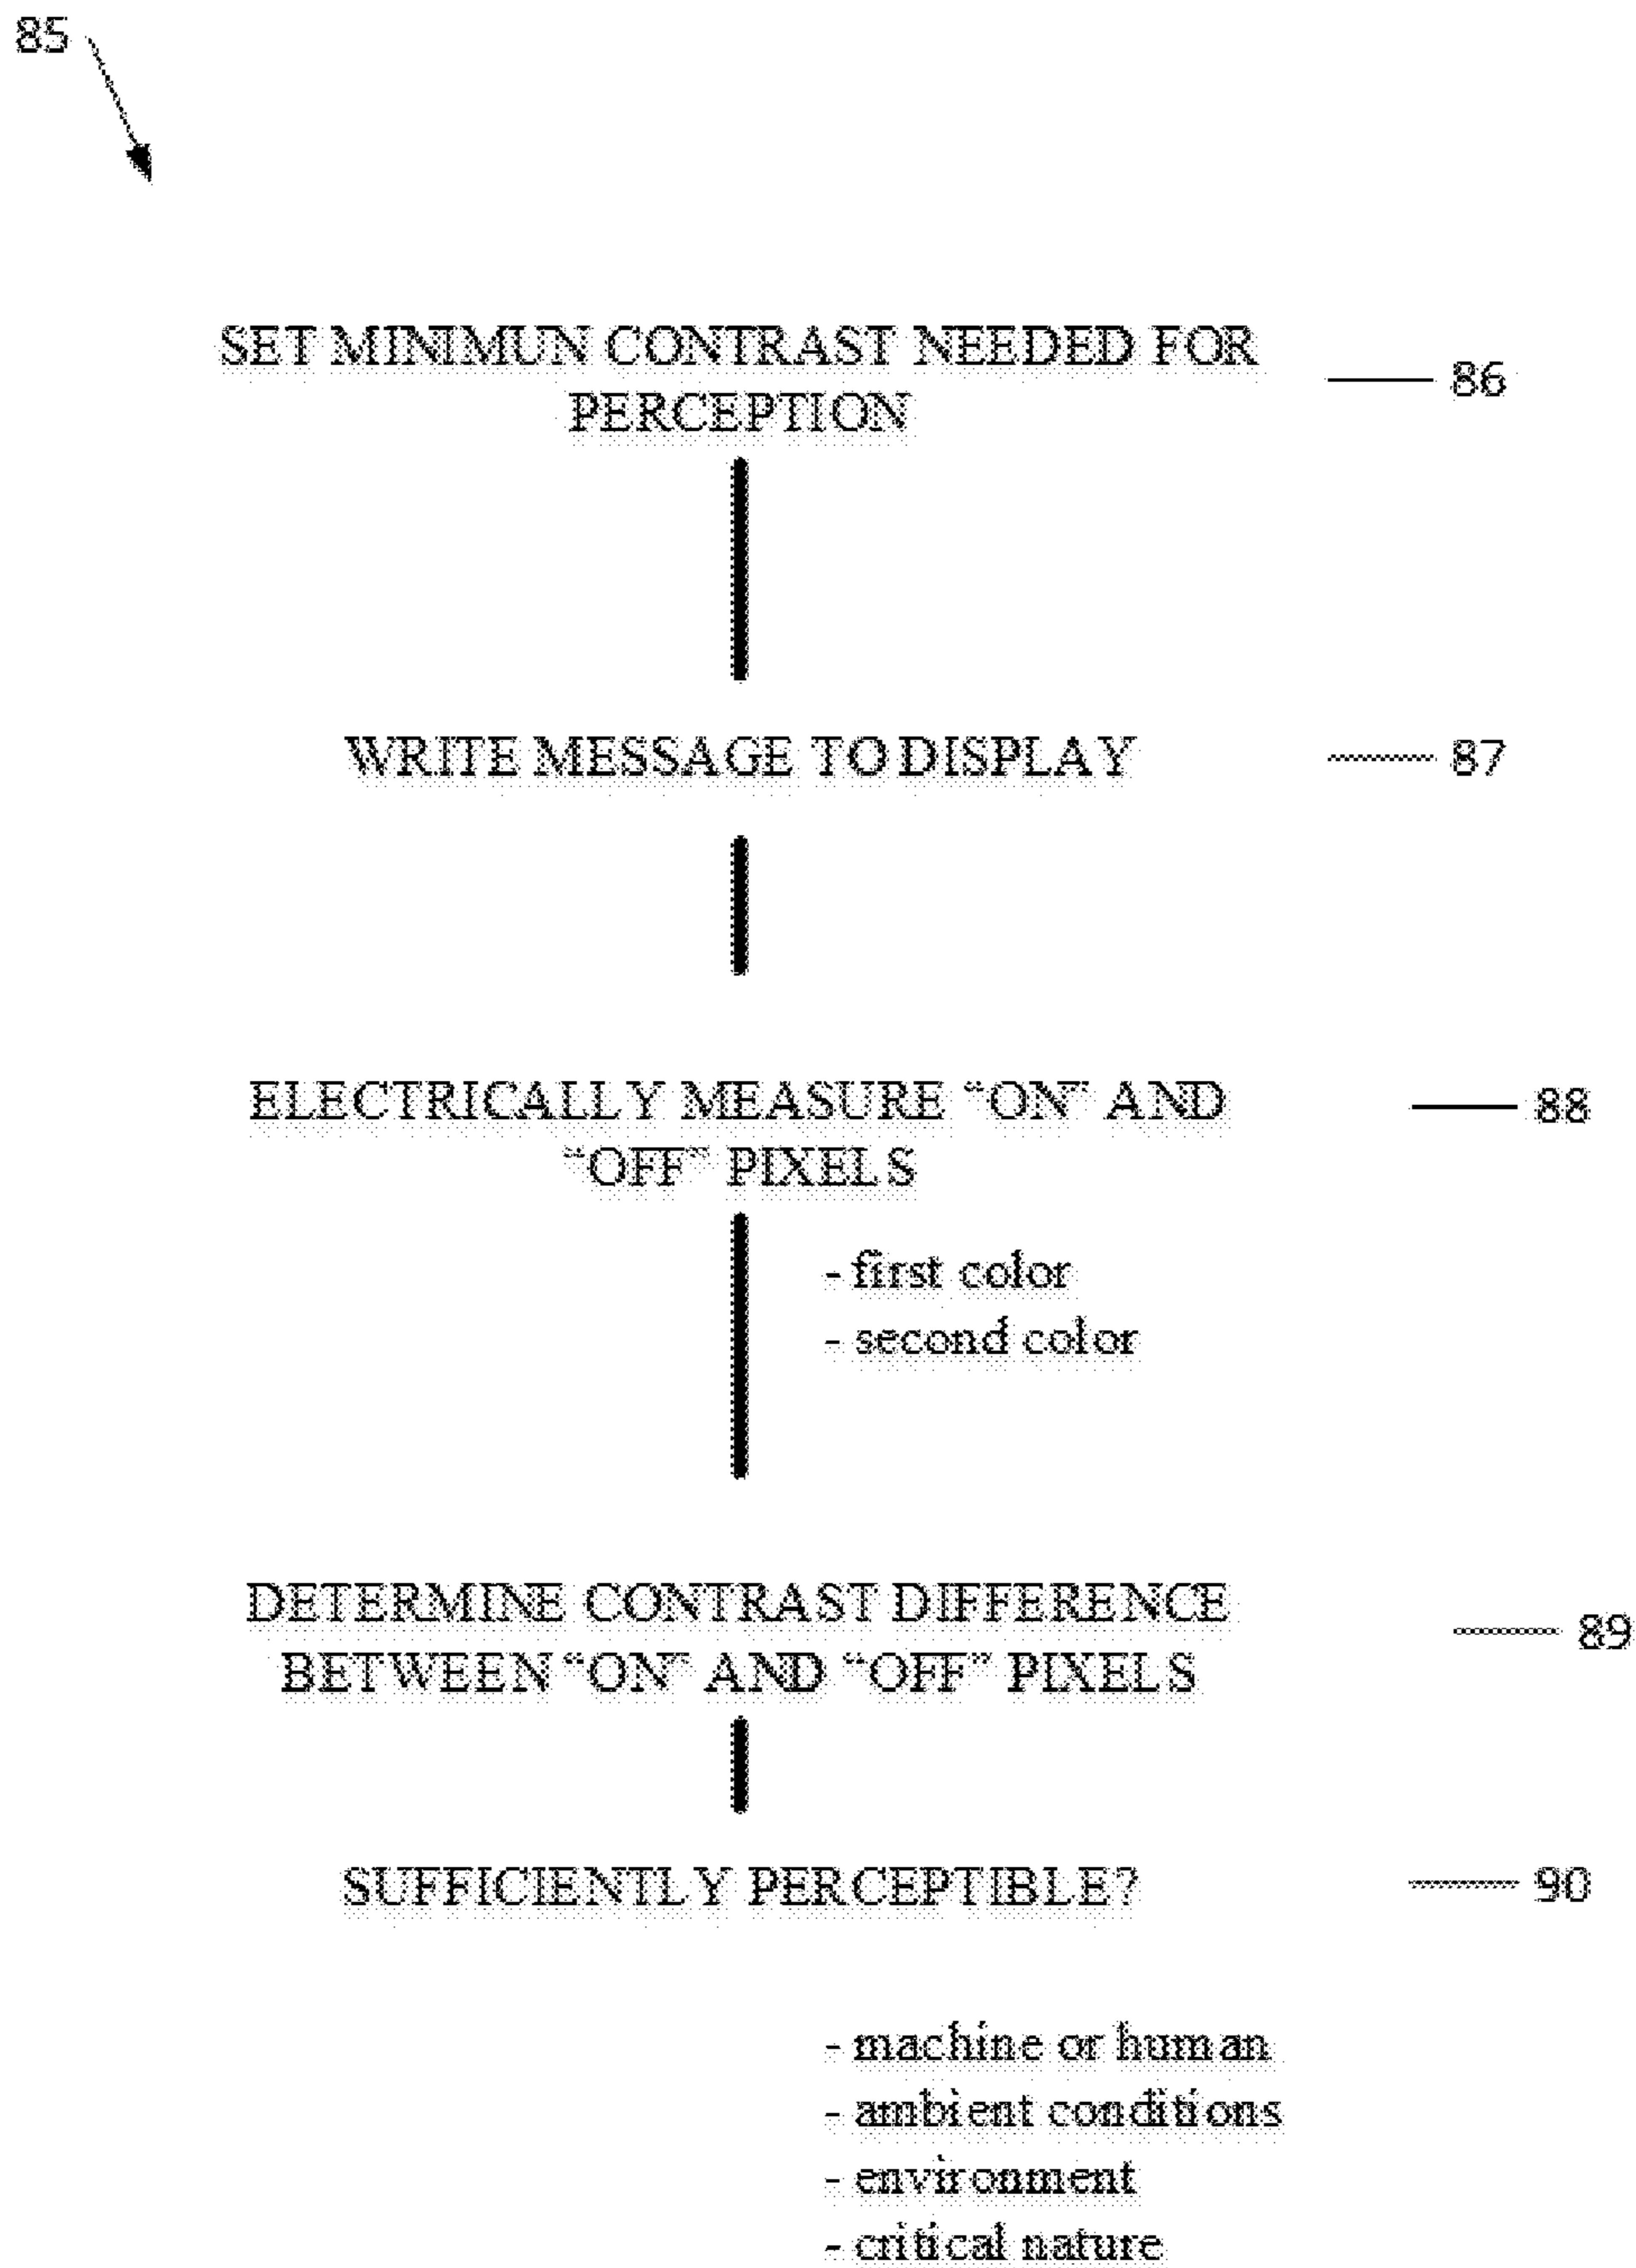 85
SET MINIMUN CONTRAST NEEDED FOR
PERCEPTION
86
WRITE MESSAGE TO DISPLAY
87
ELECTRICALLY MEASURE “ON” AND
“OFF” PIXELS
88
- first color
- second color
DETERMINE CONTRAST DIFFERENCE
BETWEEN “ON” AND “OFF” PIXELS
89
SUFFICIENTLY PERCEPTIBLE?
90
- machine or human
- ambient conditions
- environment
- critical nature